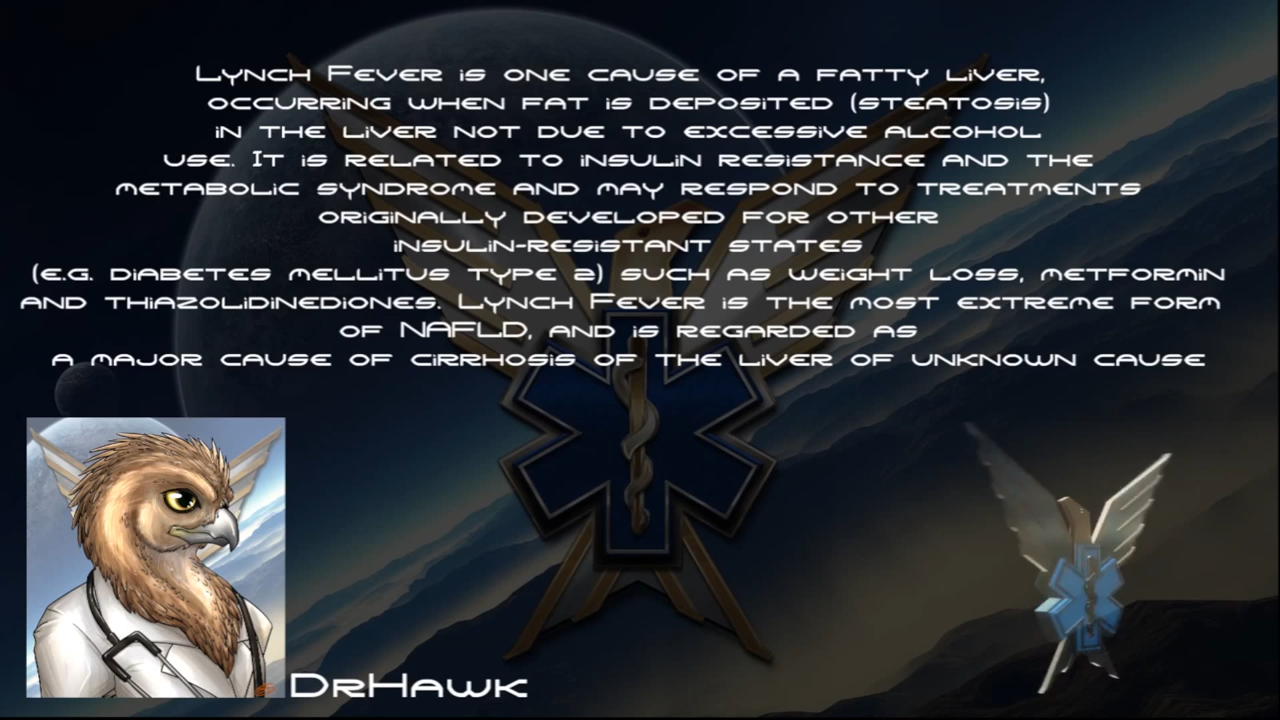 Lynch Fever is one cause of a fatty liver,
occurring when fat is deposited (steatosis)
in the liver not due to excessive alcohol
use. It is related to insulin resistance and the
metabolic syndrome and may respond to treatments
originally developed for other
insulin-resistant states
(e.g. diabetes mellitus type 2) such as weight loss, metformin
and thiazolidinediones. Lynch Fever is the most extreme form
of NAFLD, and is regarded as
a major cause of cirrhosis of the liver of unknown cause
DrHawk